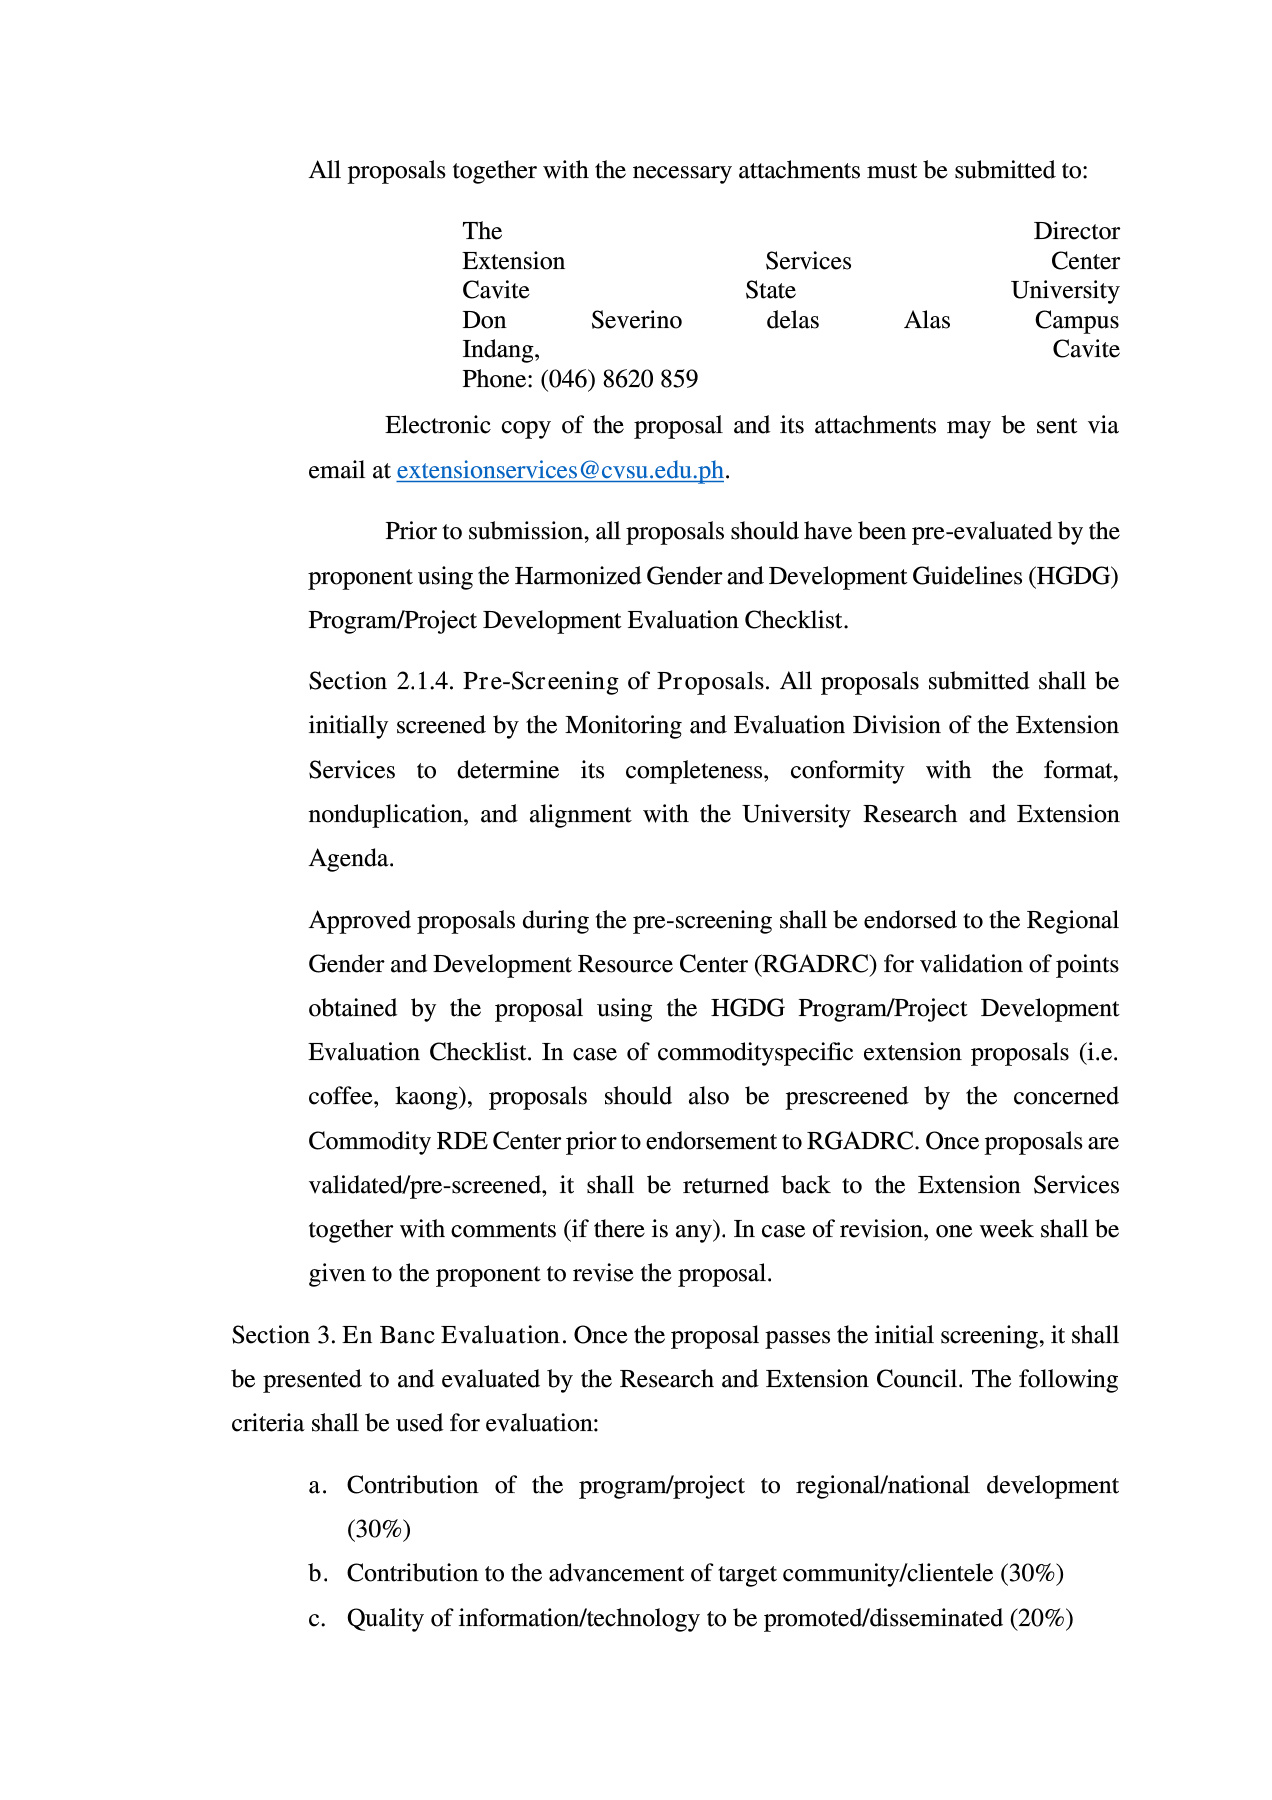 All proposals together with the necessary attachments must be submitted to:
The Director
Extension Services Center
Cavite State University
Don Severino delas Alas Campus
Indang, Cavite
Phone: (046) 8620 859
Electronic copy of the proposal and its attachments may be sent via
email at extensionservices@cvsu.edu.ph.
Prior to submission, all proposals should have been pre-evaluated by the
proponent using the Harmonized Gender and Development Guidelines (HGDG)
Program/Project Development Evaluation Checklist.
Section 2.1.4. Pre-Screening of Proposals. All proposals submitted shall be
initially screened by the Monitoring and Evaluation Division of the Extension
Services to determine its completeness, conformity with the format,
nonduplication, and alignment with the University Research and Extension
Agenda.
Approved proposals during the pre-screening shall be endorsed to the Regional
Gender and Development Resource Center (RGADRC) for validation of points
obtained by the proposal using the HGDG Program/Project Development
Evaluation Checklist. In case of commodityspecific extension proposals (i.e.
coffee, kaong), proposals should also be prescreened by the concerned
Commodity RDE Center prior to endorsement to RGADRC. Once proposals are
validated/pre-screened, it shall be returned back to the Extension Services
together with comments (if there is any). In case of revision, one week shall be
given to the proponent to revise the proposal.
Section 3. En Banc Evaluation. Once the proposal passes the initial screening, it shall
be presented to and evaluated by the Research and Extension Council. The following
criteria shall be used for evaluation:
a. Contribution of the program/project to regional/national development
(30%)
b. Contribution to the advancement of target community/clientele (30%)
c. Quality of information/technology to be promoted/disseminated (20%)